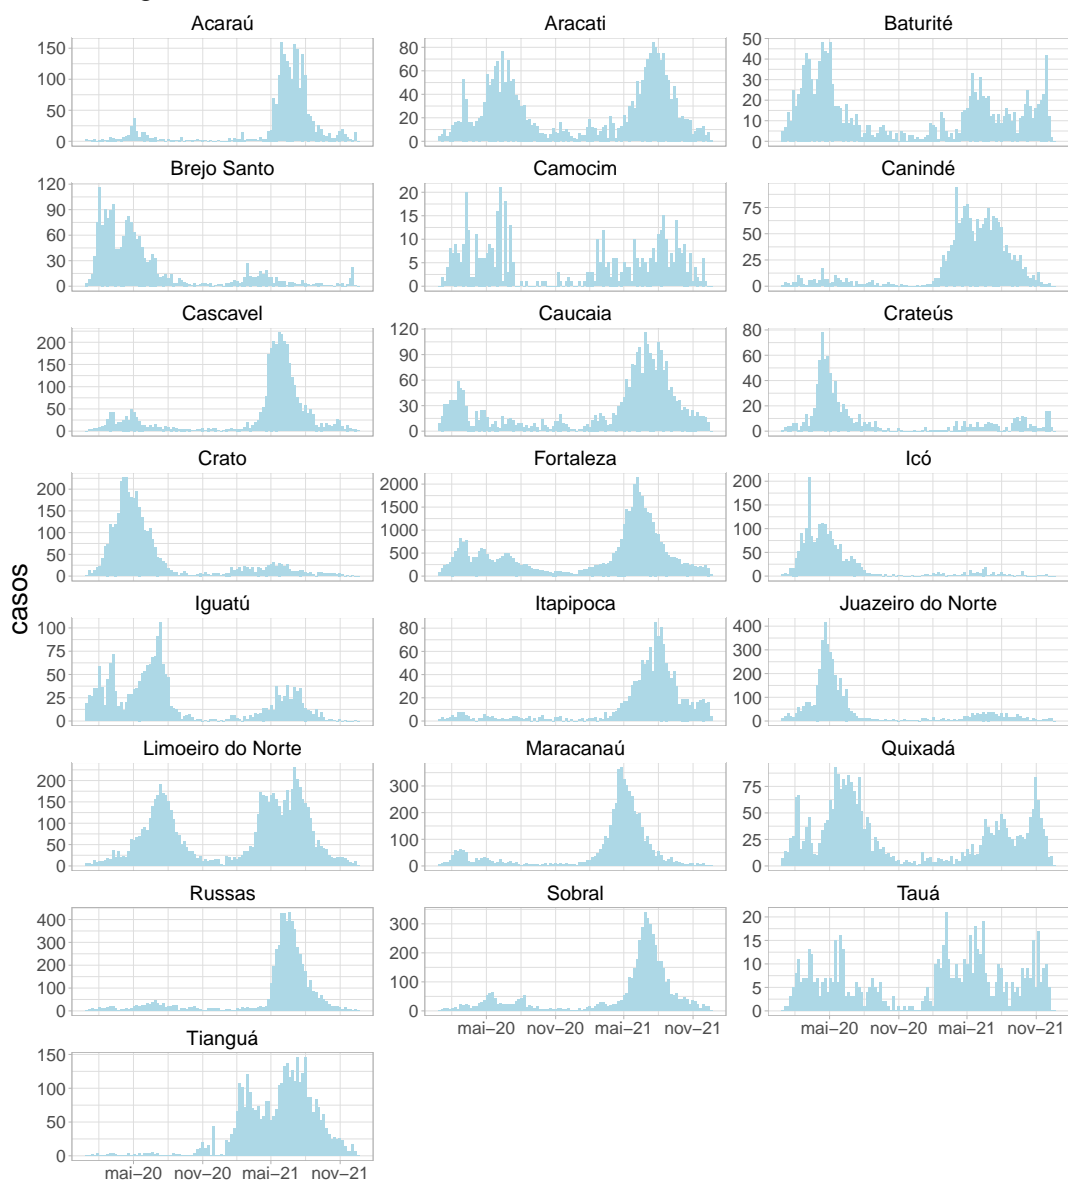 Acaraú Aracati Baturité
150 80 50
100 60 40
50 40 30
0 20 20
0 10
0
Brejo Santo Camocim Canindé
120 20 75
90 15 50
60 10 25
30 5 0
0 0
Cascavel Caucaia Crateús
200 120 80
150 90 60
100 60 40
50 30 20
0 0 0
Crato Fortaleza Icó
200 2000 200
150 1500 150
100 1000 100
50 500 50
0 0 0
casos
Iguatú Itapipoca Juazeiro do Norte
100 80 400
75 60 300
50 40 200
25 20 100
0 0 0
Limoeiro do Norte Maracanaú Quixadá
200 300 75
150 200 50
100 100 25
50 0 0
0
Russas Sobral Tauá
400 300 20
300 200 15
200 100 10
100 0 5
0 0
mai–20 nov–20 mai–21 nov–21 mai–20 nov–20 mai–21 nov–21
Tianguá
150
100
50
0
mai–20 nov–20 mai–21 nov–21